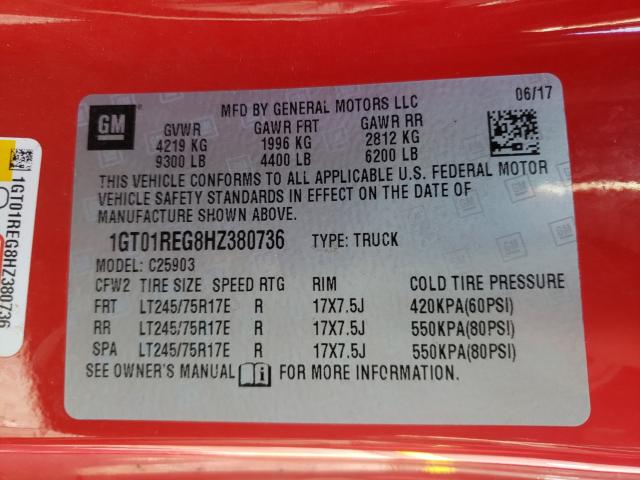 GM
MFD BY GENERAL MOTORS LLC
06/17
GVWR GAWR FRT GAWR RR
4219 KG 1996 KG 2812 KG
9300 LB 4400 LB 6200 LB
THIS VEHICLE CONFORMS TO ALL APPLICABLE U.S. FEDERAL MOTOR
VEHICLE SAFETY STANDARDS IN EFFECT ON THE DATE OF
MANUFACTURE SHOWN ABOVE.
1GT01REG8HZ380736 TYPE: TRUCK
MODEL: C25903
CFW2 TIRE SIZE SPEED RTG RIM COLD TIRE PRESSURE
FRT LT245/75R17E R 17X7.5J 420KPA(60PSI)
RR LT245/75R17E R 17X7.5J 550KPA(80PSI)
SPA LT245/75R17E R 17X7.5J 550KPA(80PSI)
SEE OWNER'S MANUAL i FOR MORE INFORMATION.
1GT01REG8HZ380736